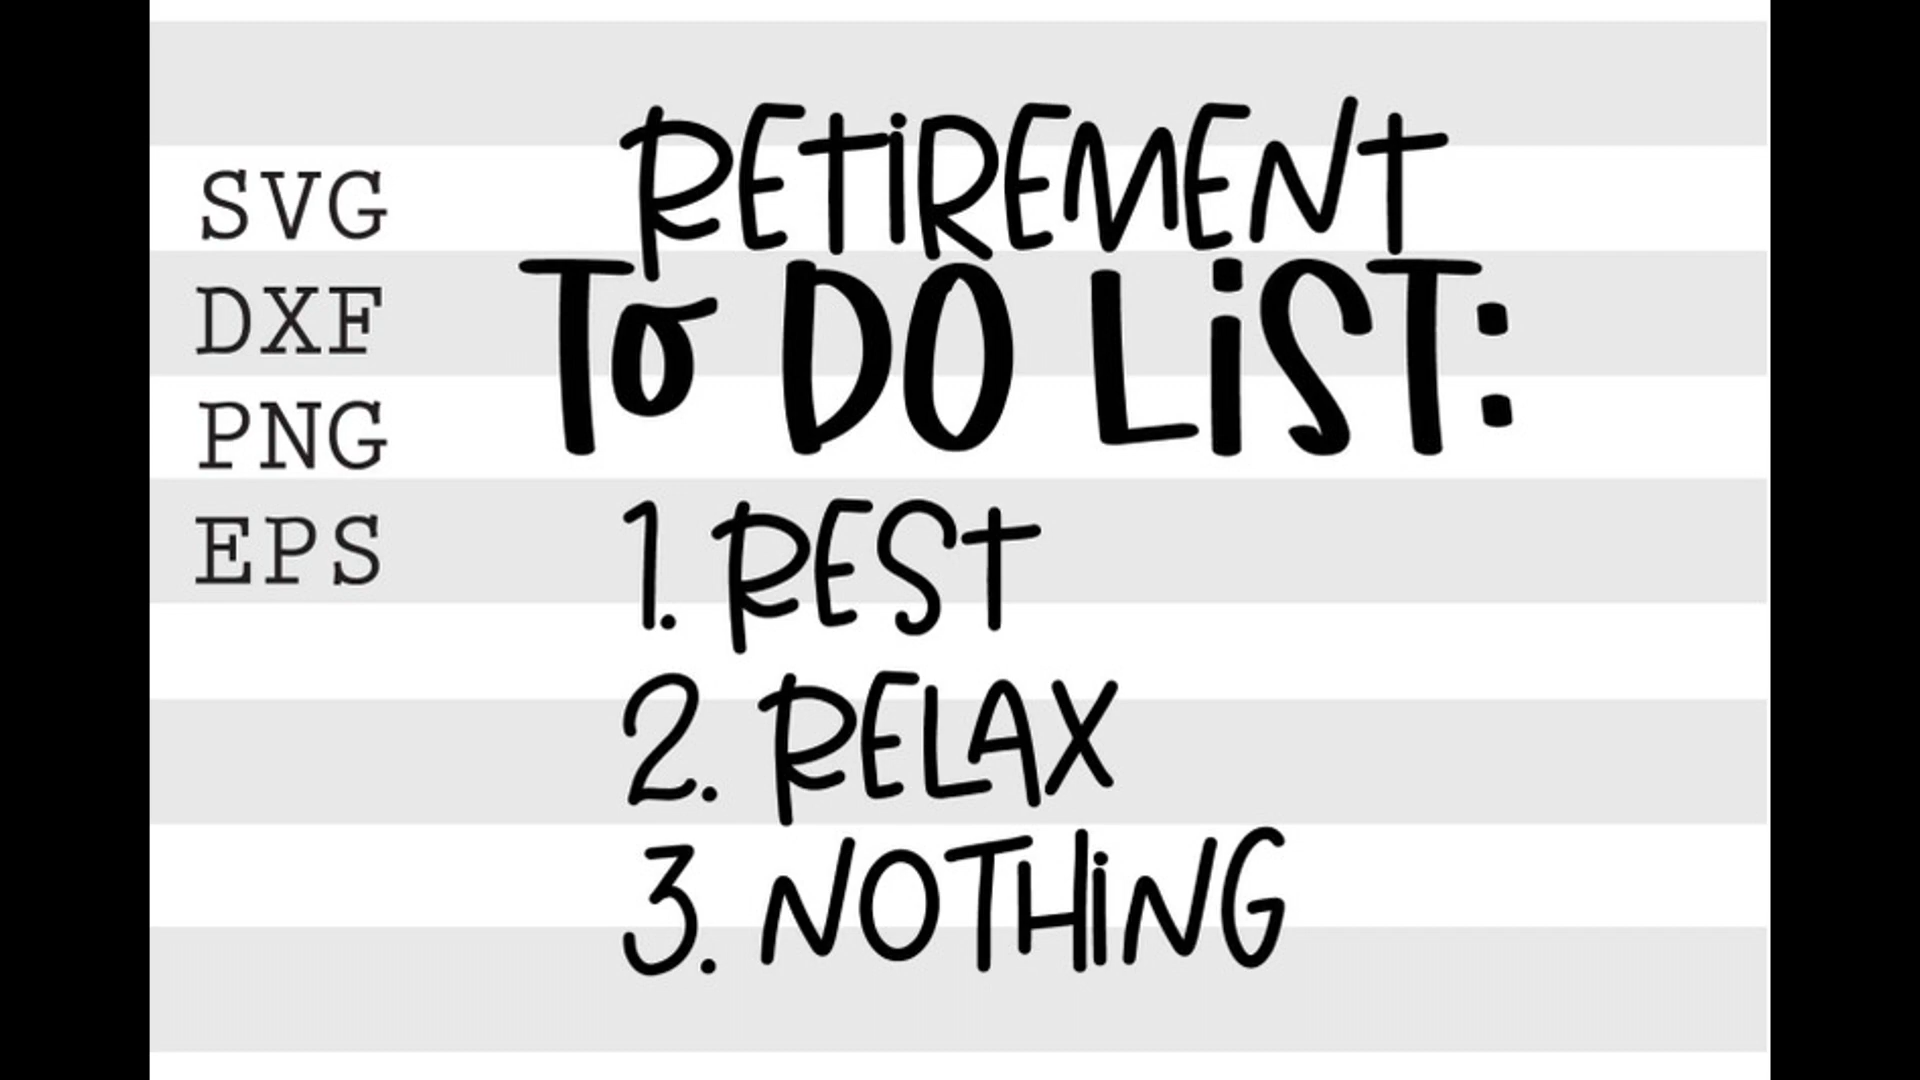 SVG
DXF
PNG
EPS
RETiREMENT
To DO LiST:
1. REST
2. RELAX
3. NOTHiNG